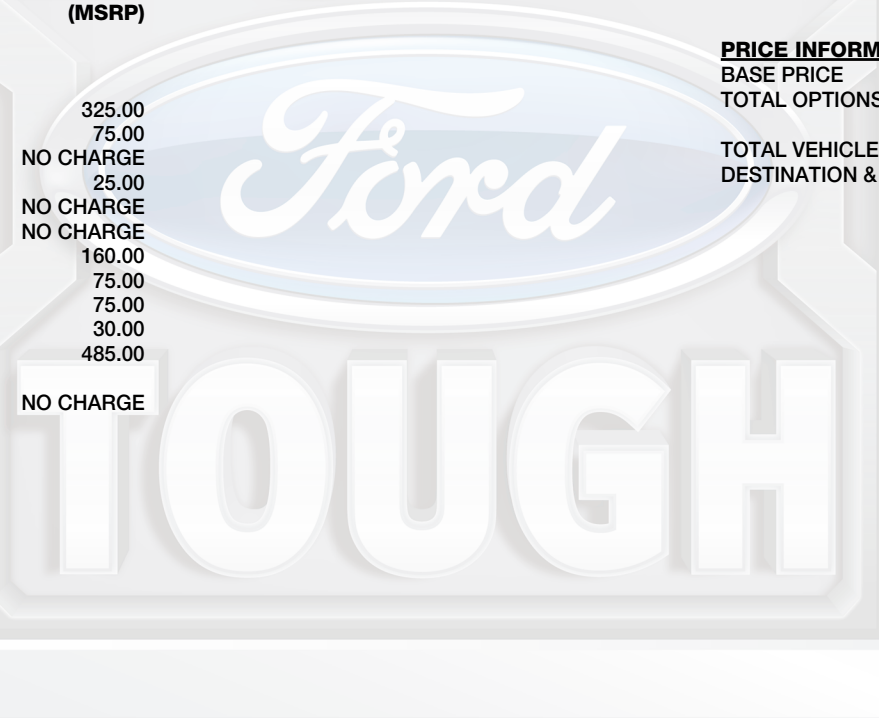 (MSRP)
325.00
75.00
NO CHARGE
25.00
NO CHARGE
NO CHARGE
160.00
75.00
75.00
30.00
485.00
NO CHARGE
PRICE INFORM
BASE PRICE
TOTAL OPTIONS
TOTAL VEHICLE
DESTINATION &
Ford
TOUGH